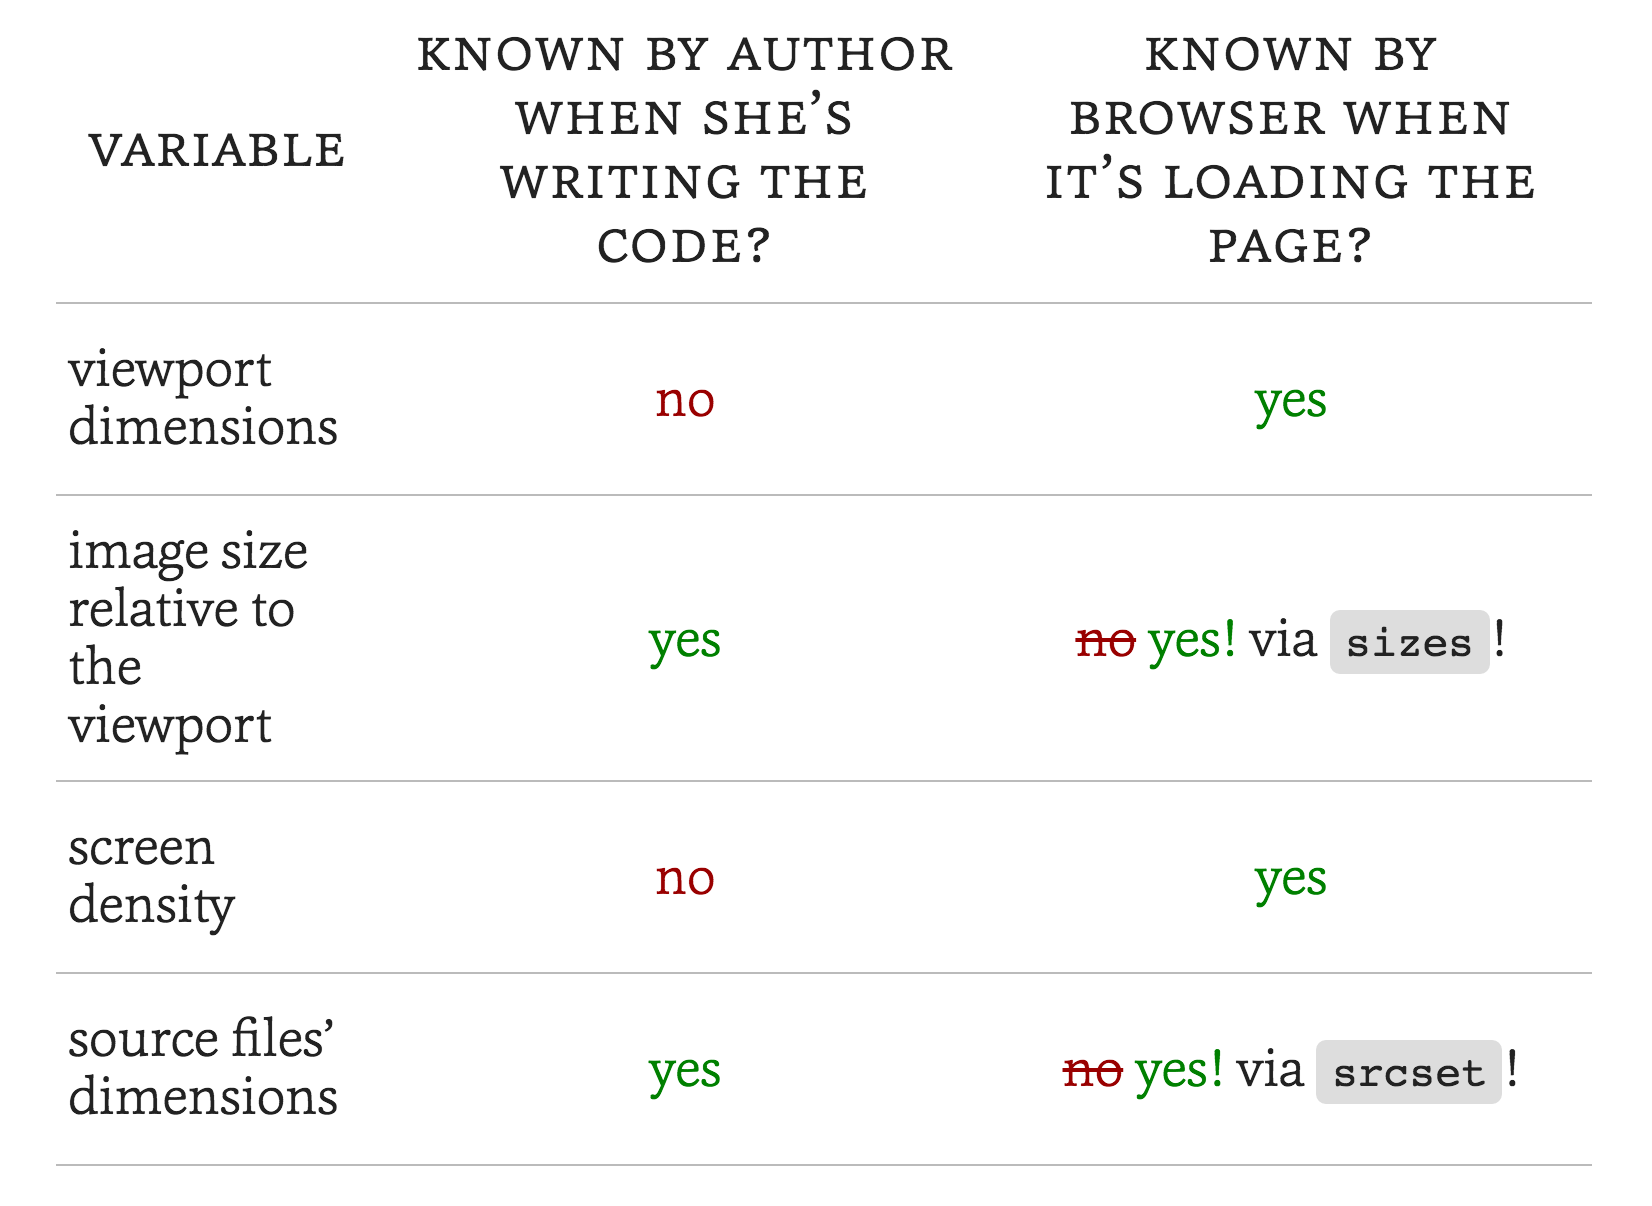 VARIABLE
KNOWN BY AUTHOR
WHEN SHE’S
WRITING THE
CODE?
KNOWN BY
BROWSER WHEN
IT’S LOADING THE
PAGE?
viewport
dimensions
no
yes
image size
relative to
the
viewport
yes
no yes! via sizes !
screen
density
no
yes
source files’
dimensions
yes
no yes! via srcset !